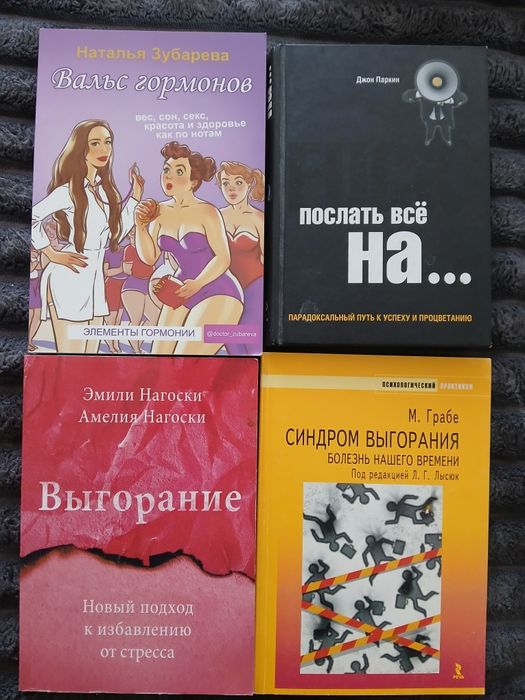 Наталья Зубарева
Вальс гормонов
вес, сон, секс,
красота и здоровье
как по нотам
ЭЛЕМЕНТЫ ГОРМОНИИ
@doctor_zubareva
Джон Паркин
ПОСЛАТЬ ВСЁ
НА...
ПАРАДОКСАЛЬНЫЙ ПУТЬ К УСПЕХУ И ПРОЦВЕТАНИЮ
Эмили Нагоски
Амелия Нагоски
Выгорание
Новый подход
к избавлению
от стресса
ПСИХОЛОГИЧЕСКИЙ ПРАКТИКУМ
М. Грабе
СИНДРОМ ВЫГОРАНИЯ
БОЛЕЗНЬ НАШЕГО ВРЕМЕНИ
Под редакцией Л. Г. Лысюк
РЕЧЬ